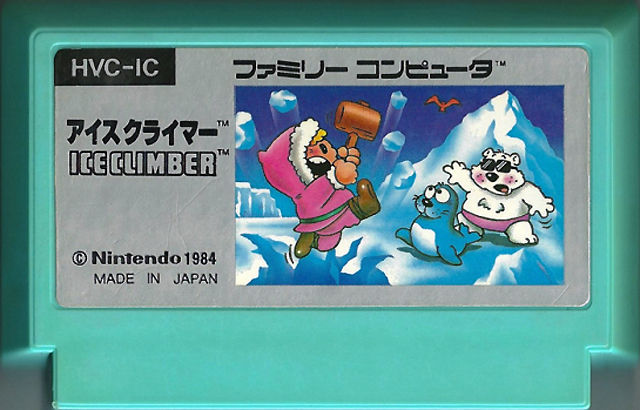 HVC-IC
ファミリー コンピュータ™
アイスクライマー™
ICE CLIMBER™
©Nintendo 1984
MADE IN JAPAN